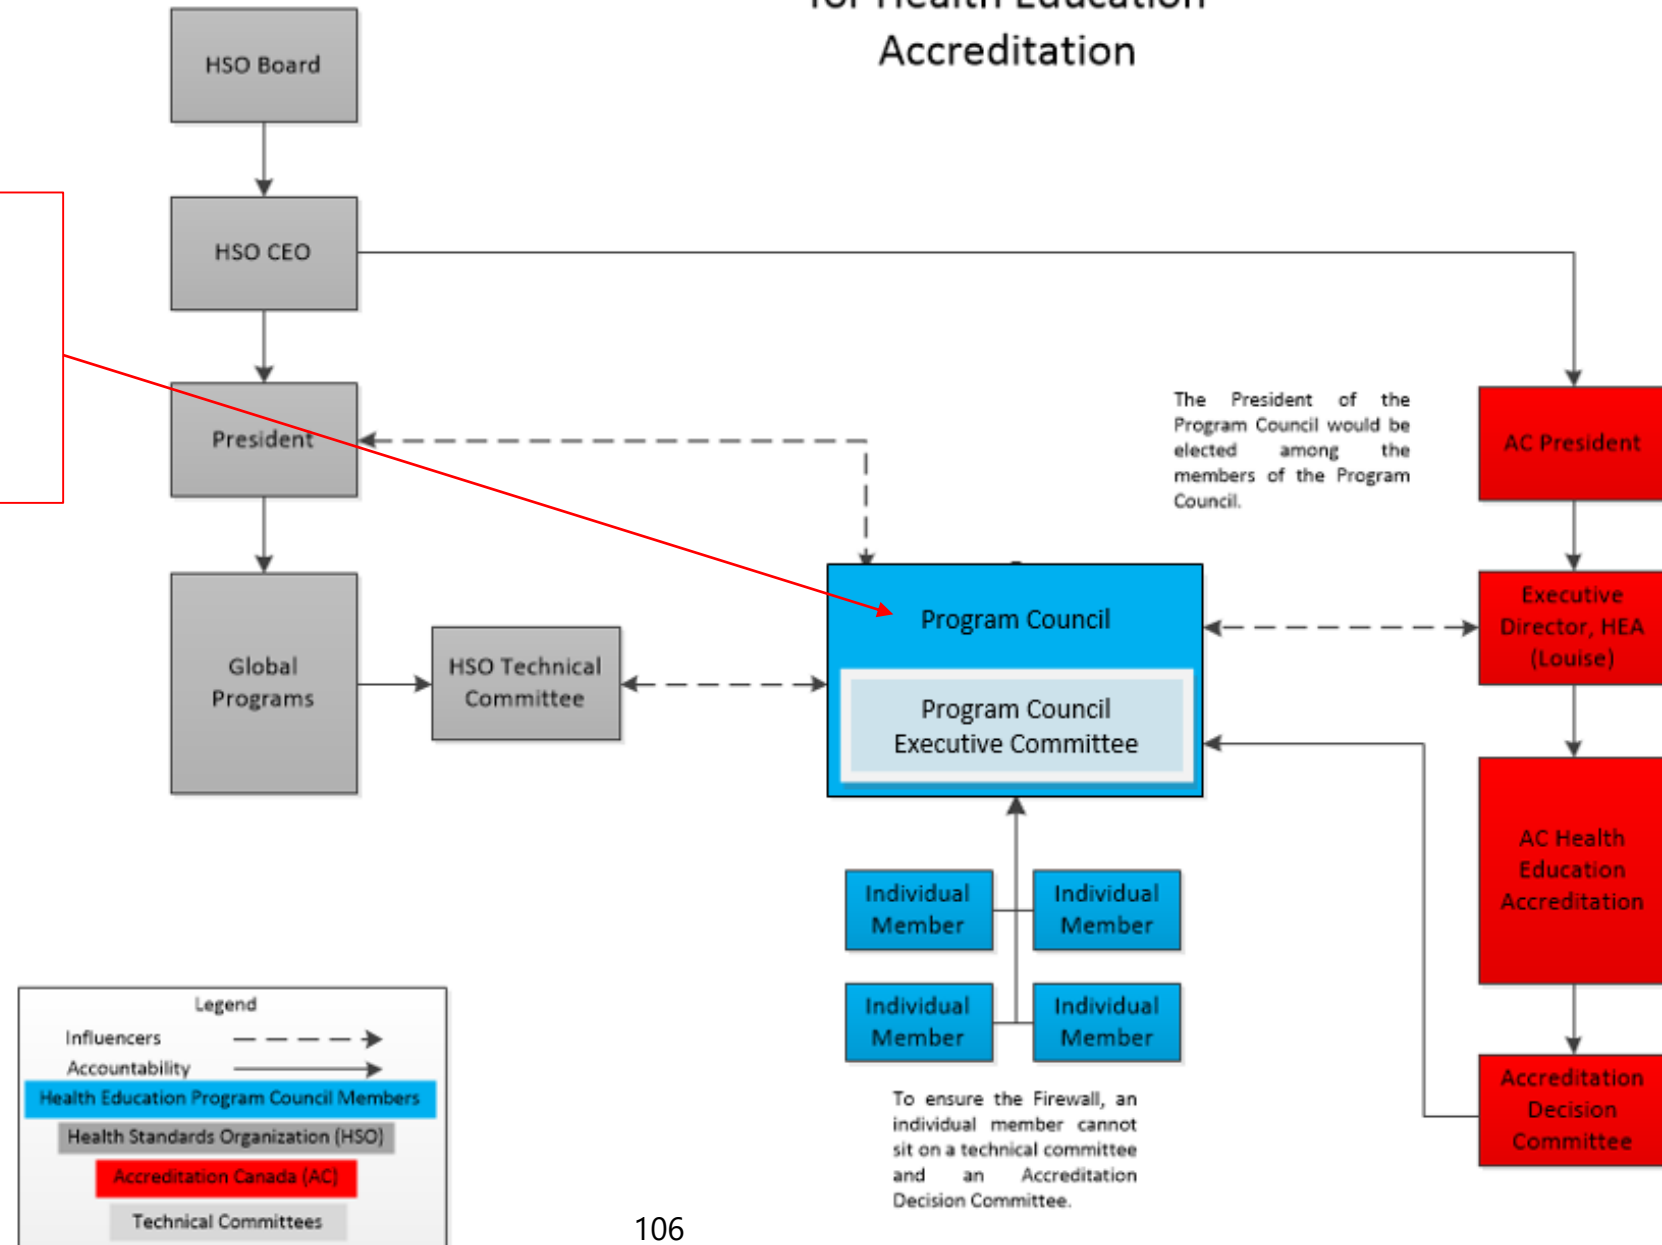 for Health Education
Accreditation
HSO Board
HSO CEO
President
Global
Programs
HSO Technical
Committee
The President of the
Program Council would be
elected among the
members of the Program
Council.
AC President
Executive
Director, HEA
(Louise)
Program Council
Program Council
Executive Committee
AC Health
Education
Accreditation
Individual
Member
Individual
Member
Individual
Member
Individual
Member
Accreditation
Decision
Committee
To ensure the Firewall, an
individual member cannot
sit on a technical committee
and an Accreditation
Decision Committee.
Legend
Influencers
Accountability
Health Education Program Council Members
Health Standards Organization (HSO)
Accreditation Canada (AC)
Technical Committees
106